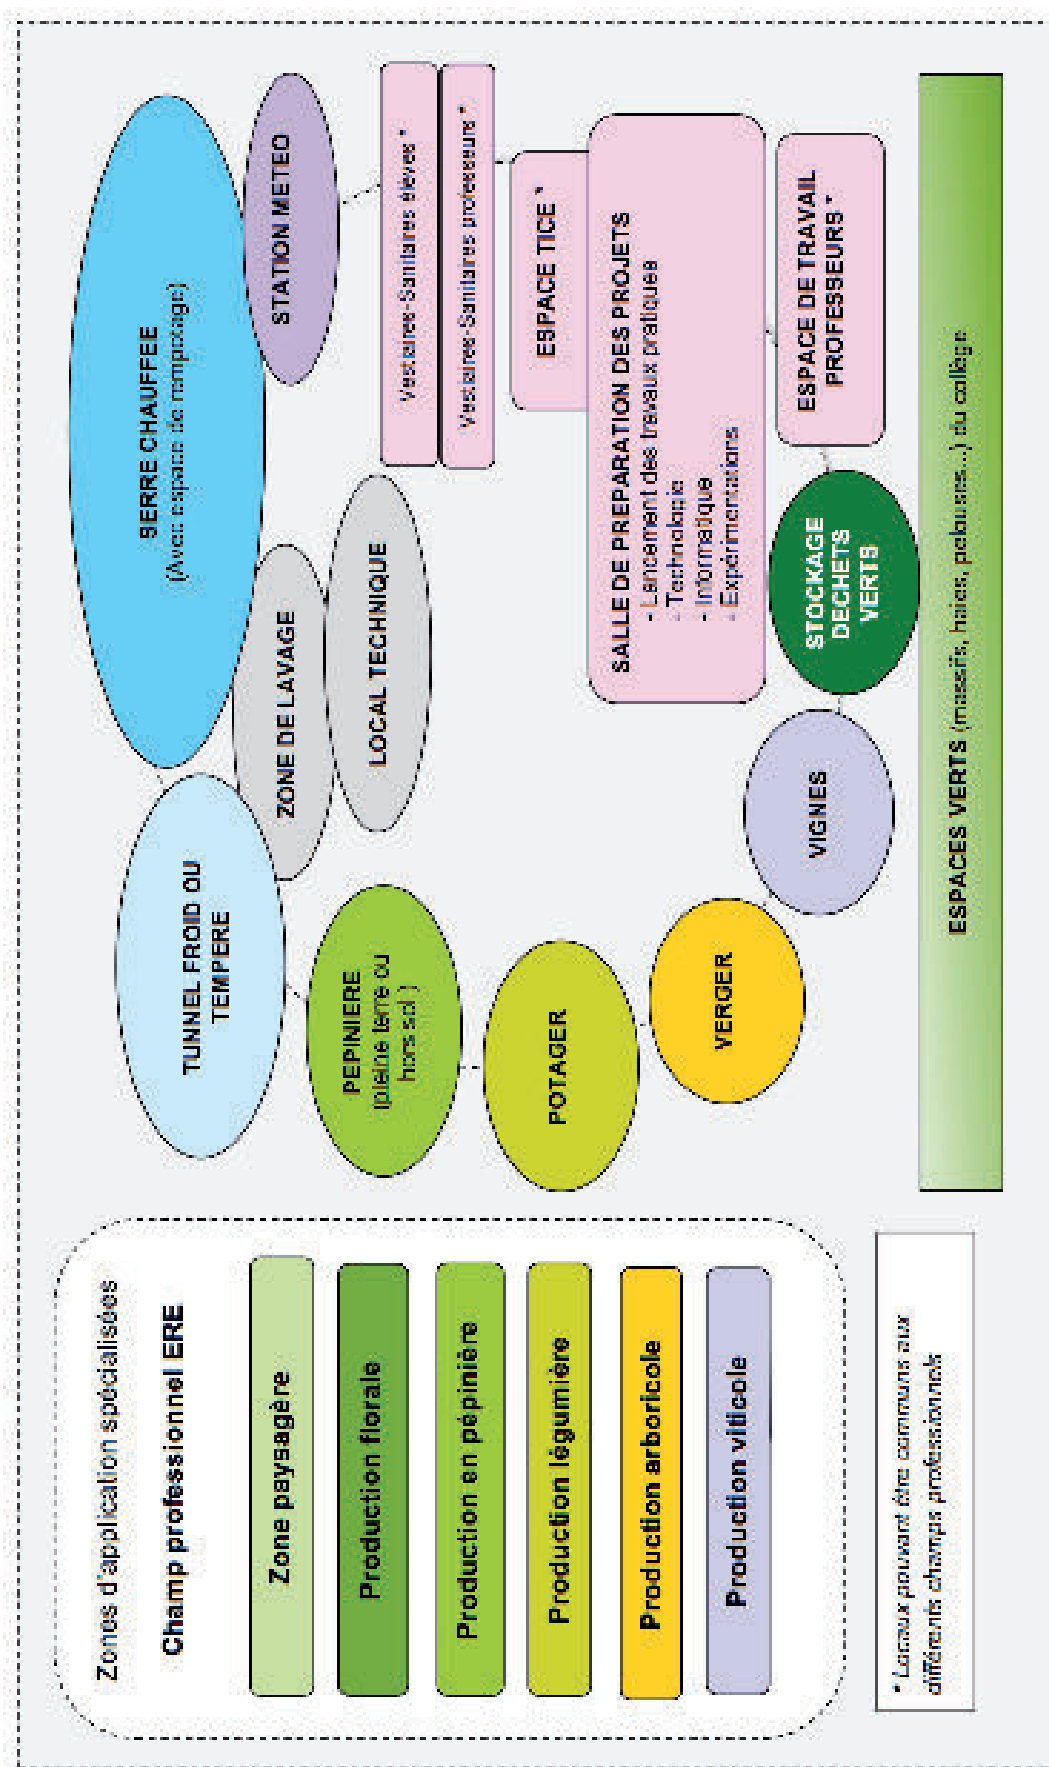 Zones d'application spécialisées
Champ professionnel ERE
Zone paysagère
Production florale
Production en pépinière
Production légumière
Production arboricole
Production viticole
* Locaux pouvant être communs aux
différents champs professionnels
SERRE CHAUFFEE
(Avec espace de rempotage)
STATION METEO
TUNNEL FROID OU
TEMPERE
ZONE DE LAVAGE
LOCAL TECHNIQUE
Vestiaires-Sanitaires élèves *
Vestiaires-Sanitaires professeurs *
PEPINIERE
(pleine terre ou
hors sol )
POTAGER
VERGER
VIGNES
ESPACE TICE *
SALLE DE PREPARATION DES PROJETS
- Lancement des travaux pratiques
- Technologie
- Informatique
- Expérimentations
STOCKAGE
DECHETS
VERTS
ESPACE DE TRAVAIL
PROFESSEURS *
ESPACES VERTS (massifs, haies, pelouses...) du collège